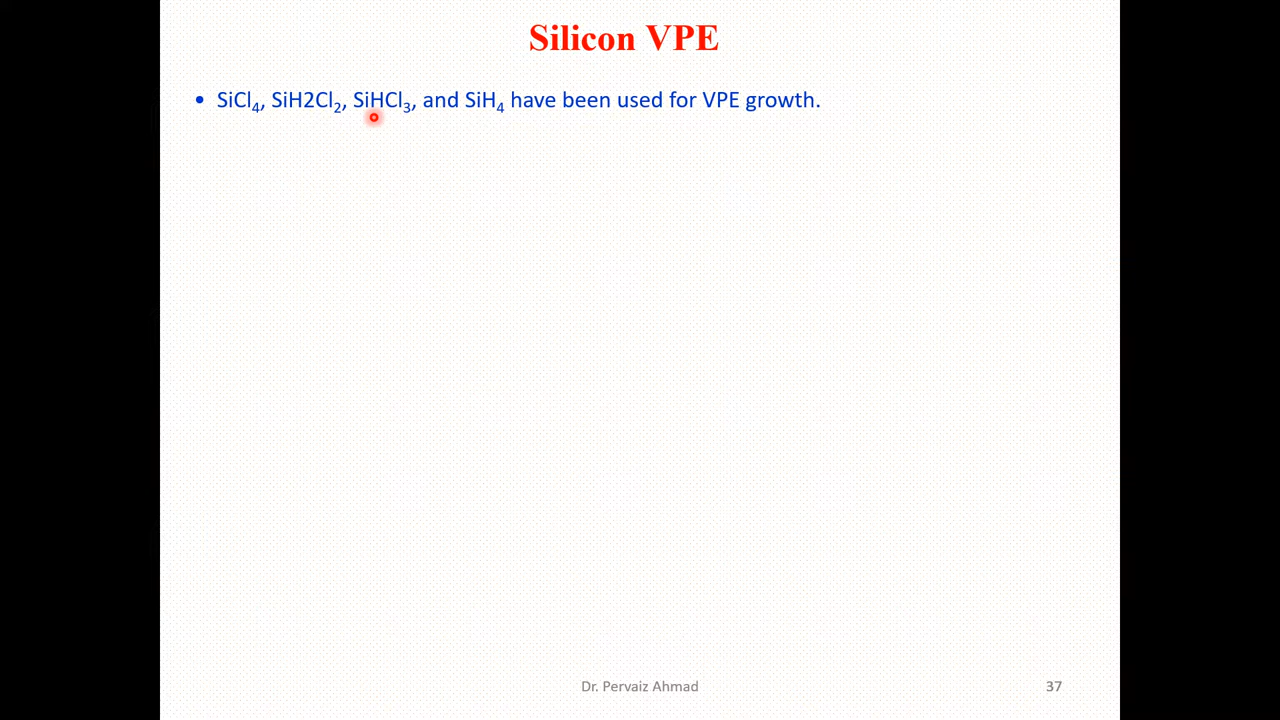 Silicon VPE
• SiCl₄, SiH2Cl₂, SiHCl₃, and SiH₄ have been used for VPE growth.
Dr. Pervaiz Ahmad
37